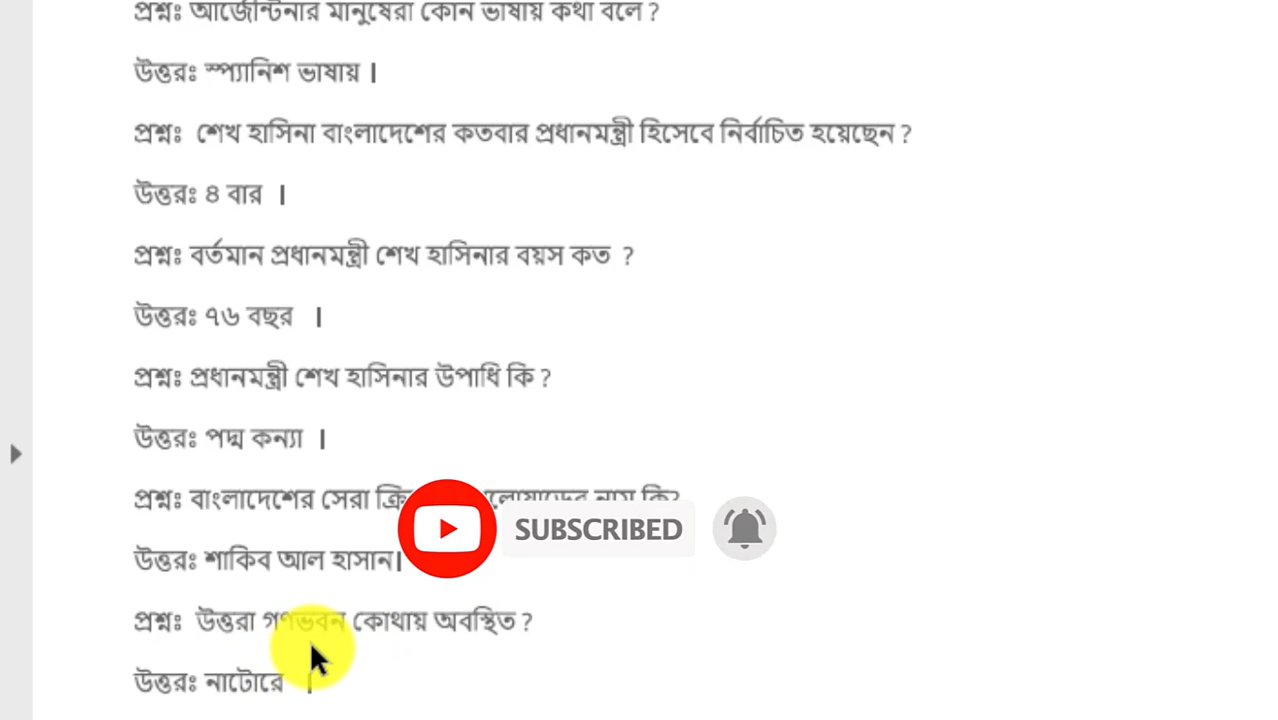 প্রশ্নঃ আর্জেন্টিনার মানুষেরা কোন ভাষায় কথা বলে ?
উত্তরঃ স্প্যানিশ ভাষায় ।
প্রশ্নঃ শেখ হাসিনা বাংলাদেশের কতবার প্রধানমন্ত্রী হিসেবে নির্বাচিত হয়েছেন ?
উত্তরঃ ৪ বার ।
প্রশ্নঃ বর্তমান প্রধানমন্ত্রী শেখ হাসিনার বয়স কত ?
উত্তরঃ ৭৬ বছর ।
প্রশ্নঃ প্রধানমন্ত্রী শেখ হাসিনার উপাধি কি ?
উত্তরঃ পদ্ম কন্যা ।
প্রশ্নঃ বাংলাদেশের সেরা নাম কি?
SUBSCRIBED
উত্তরঃ শাকিব আল হাসান।
প্রশ্নঃ উত্তরা গণভবন কোথায় অবস্থিত ?
উত্তরঃ নাটোরে ।